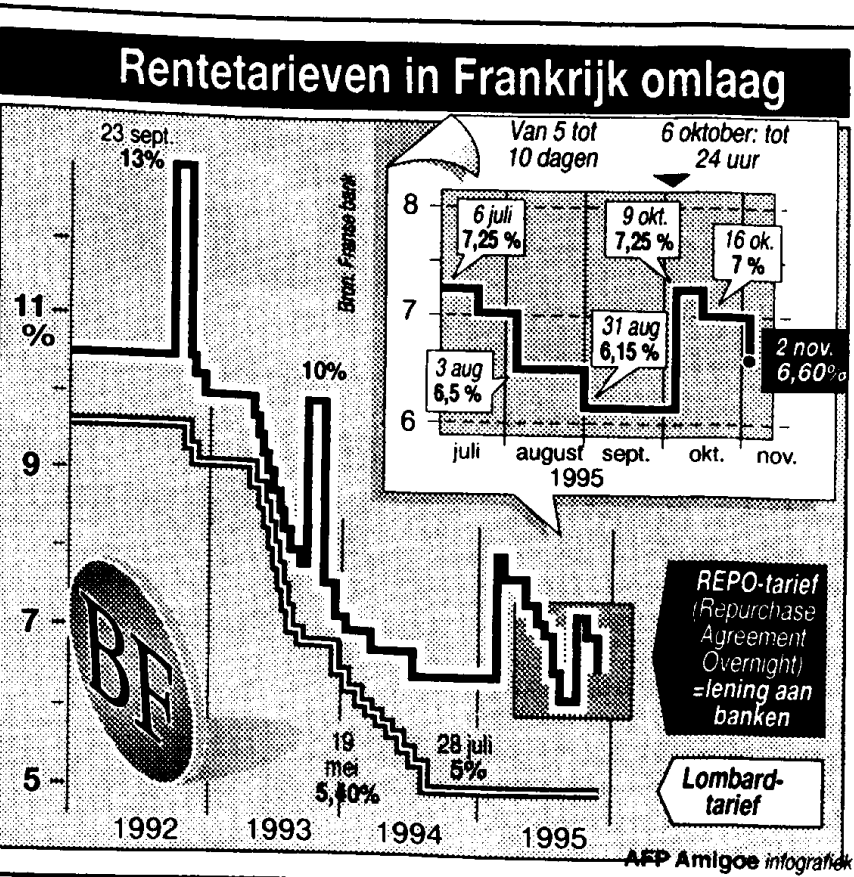 Rentetarieven in Frankrijk omlaag
23 sept.
13%
Bron: Franse bank
Van 5 tot
10 dagen
6 oktober: tot
24 uur
8
7
6
6 juli
7,25 %
9 okt.
7,25 %
16 ok.
7 %
3 aug
6,5 %
31 aug
6,15 %
2 nov.
6,60%
juli
august
sept.
okt.
nov.
1995
11
%
9
7
5
10%
BF
19
mei
5,40%
28 juli
5%
REPO-tarief
(Repurchase
Agreement
Overnight)
=lening aan
banken
Lombard-
tarief
1992
1993
1994
1995
AFP Amigoe infografiek